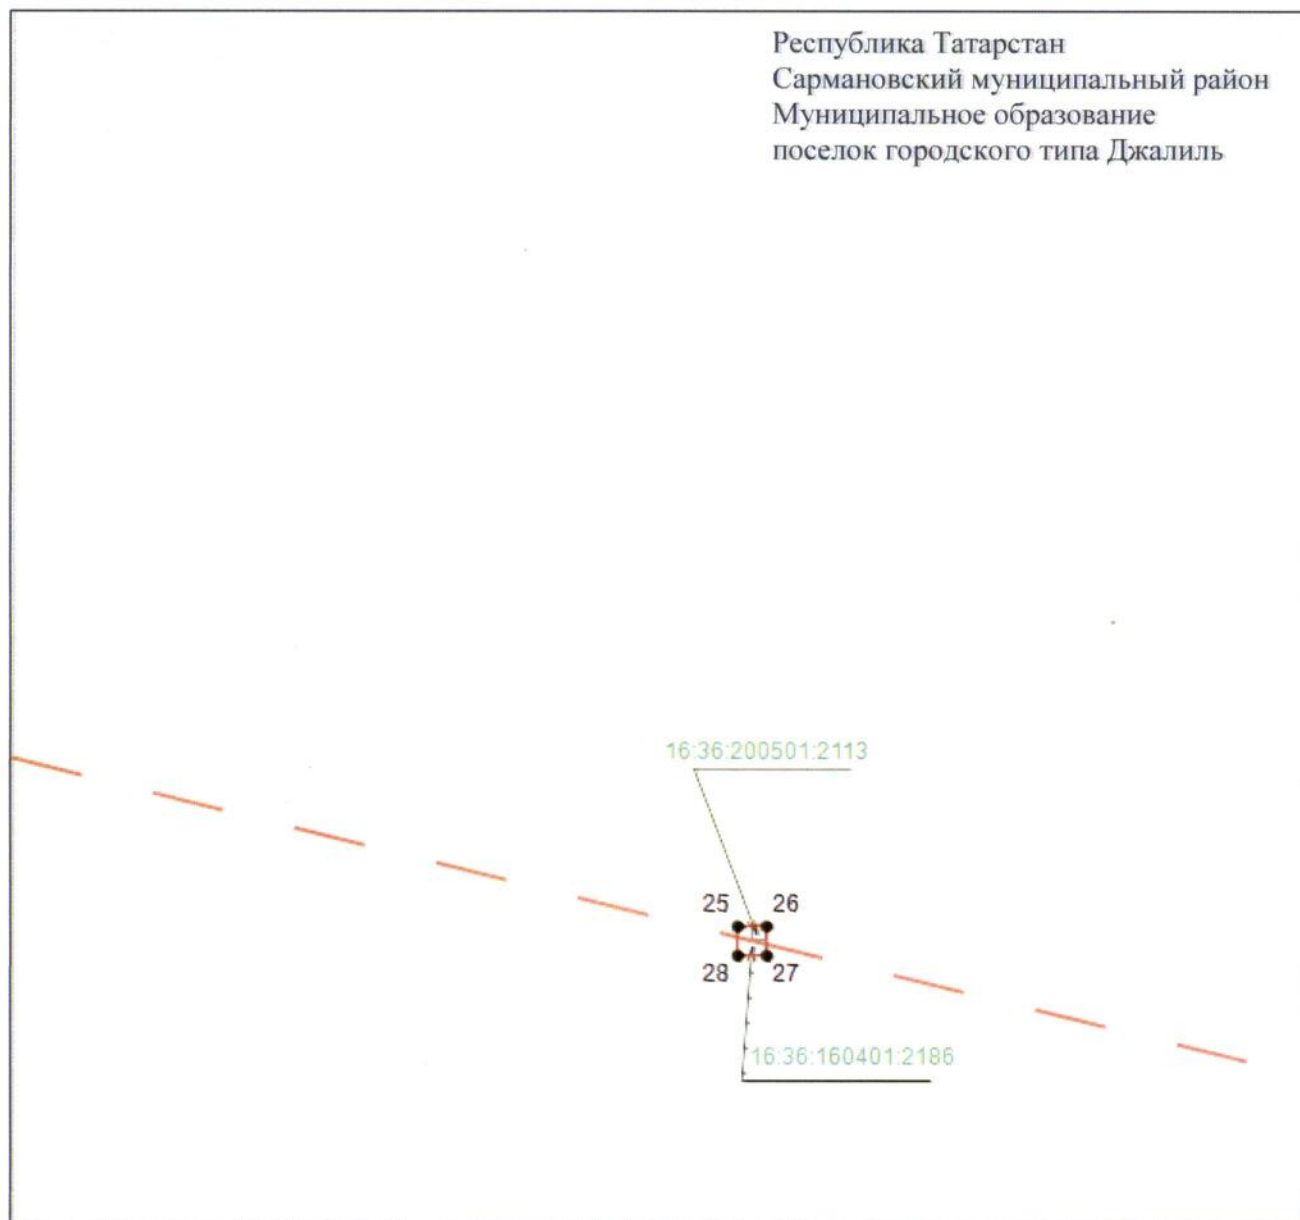 Республика Татарстан
Сармановский муниципальный район
Муниципальное образование
поселок городского типа Джалиль
16:36:200501:2113
25 26
28 27
16:36:160401:2186